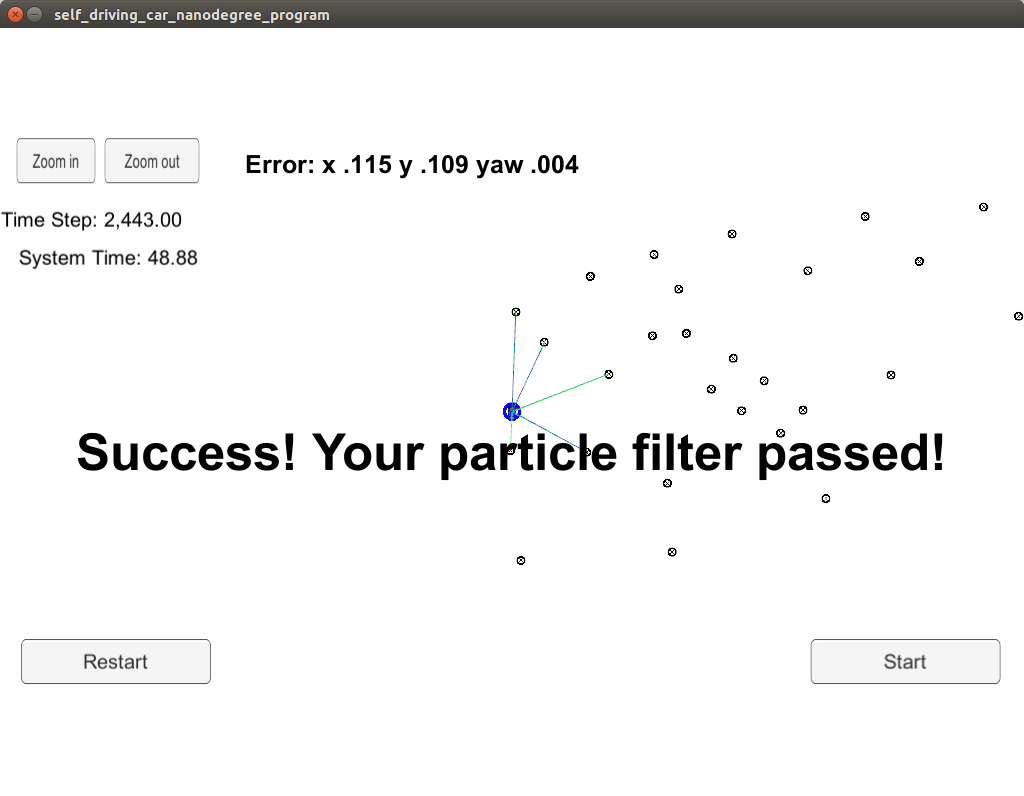 self_driving_car_nanodegree_program
Zoom in
Zoom out
Error: x .115 y .109 yaw .004
Time Step: 2,443.00
System Time: 48.88
Success! Your particle filter passed!
Restart
Start